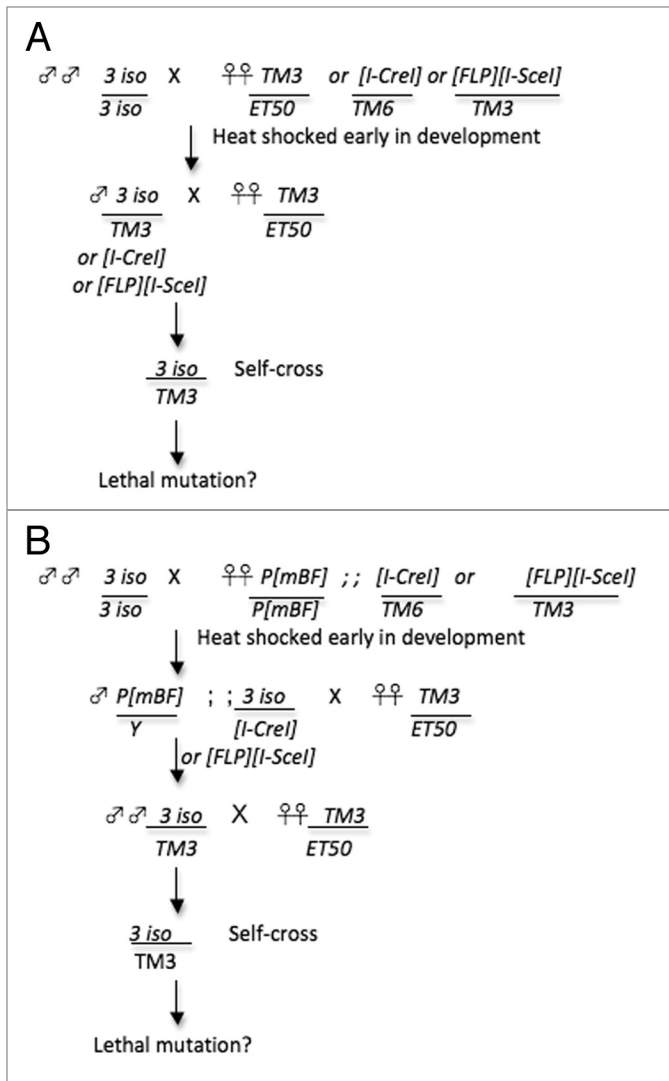 A
♂♂ 3 iso X ♀♀ TM3 or [I-CreI] or [FLP][I-SceI]
3 iso ET50 TM6 TM3
Heat shocked early in development
♂ 3 iso X ♀♀ TM3
TM3 ET50
or [I-CreI]
or [FLP][I-SceI]
3 iso Self-cross
TM3
Lethal mutation?
B
♂♂ 3 iso X ♀♀ P[mBF] ; ; [I-CreI] or [FLP][I-SceI]
3 iso P[mBF] TM6 TM3
Heat shocked early in development
♂ P[mBF] ; ; 3 iso X ♀♀ TM3
Y [I-CreI] ET50
or [FLP][I-SceI]
♂♂ 3 iso X ♀♀ TM3
TM3 ET50
3 iso Self-cross
TM3
Lethal mutation?